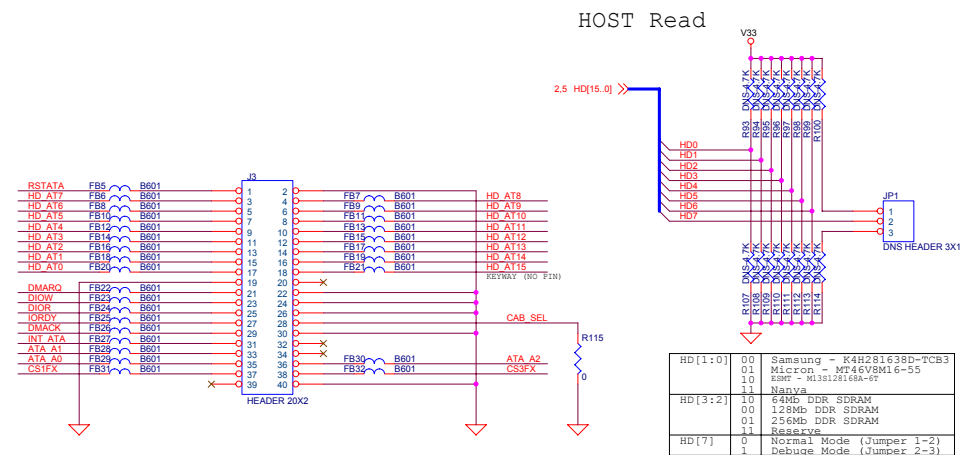 HOST Read
V33
2,5 HD[15..0]
DNS-4.7K DNS-4.7K DNS-4.7K DNS-4.7K DNS-4.7K DNS-4.7K DNS-4.7K DNS-4.7K
R93 R94 R95 R96 R97 R98 R99 R100
HD0
HD1
HD2
HD3
HD4
HD5
HD6
HD7
JP1
1
2
3
DNS HEADER 3X1
DNS-4.7K DNS-4.7K DNS-4.7K DNS-4.7K DNS-4.7K DNS-4.7K DNS-4.7K DNS-4.7K
R107 R108 R109 R110 R111 R112 R113 R114
J3
RSTATA FB5 B601 1 2
HD_AT7 FB6 B601 3 4 FB7 B601 HD_AT8
HD_AT6 FB8 B601 5 6 FB9 B601 HD_AT9
HD_AT5 FB10 B601 7 8 FB11 B601 HD_AT10
HD_AT4 FB12 B601 9 10 FB13 B601 HD_AT11
HD_AT3 FB14 B601 11 12 FB15 B601 HD_AT12
HD_AT2 FB16 B601 13 14 FB17 B601 HD_AT13
HD_AT1 FB18 B601 15 16 FB19 B601 HD_AT14
HD_AT0 FB20 B601 17 18 FB21 B601 HD_AT15
19 20 KEYWAY (NO PIN)
DMARQ FB22 B601 21 22
DIOW FB23 B601 23 24
DIOR FB24 B601 25 26
IORDY FB25 B601 27 28 CAB_SEL
DMACK FB26 B601 29 30
INT_ATA FB27 B601 31 32
ATA_A1 FB28 B601 33 34
ATA_A0 FB29 B601 35 36 FB30 B601 ATA_A2
CS1FX FB31 B601 37 38 FB32 B601 CS3FX
39 40
HEADER 20X2
R115
0
HD[1:0] 00 Samsung - K4H281638D-TCB3
01 Micron - MT46V8M16-55
10 ESMT - M13S128168A-6T
11 Nanya
HD[3:2] 10 64Mb DDR SDRAM
00 128Mb DDR SDRAM
01 256Mb DDR SDRAM
11 Reserve
HD[7] 0 Normal Mode (Jumper 1-2)
1 Debuge Mode (Jumper 2-3)